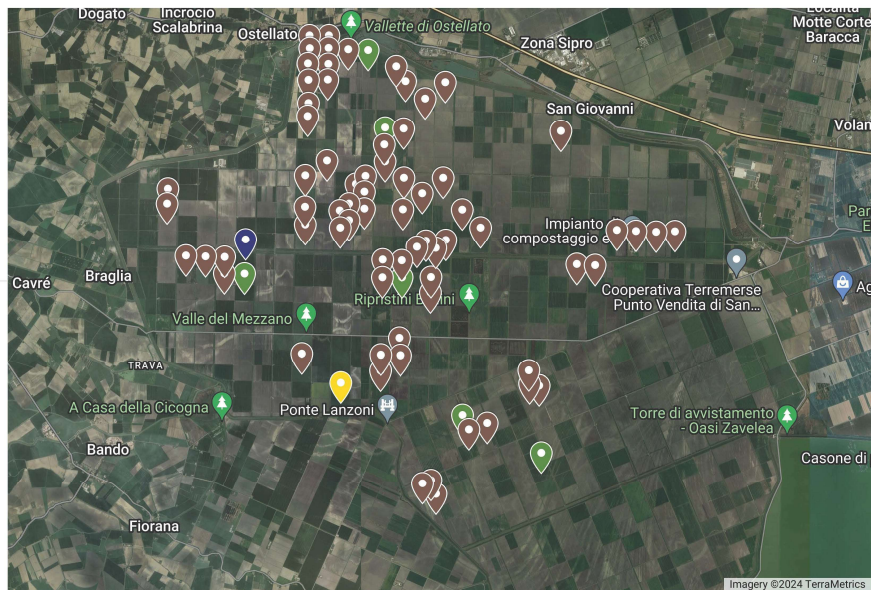 Dogato
Incrocio
Scalabrina
Ostellato
Vallette di Ostellato
Zona Sipro
Località
Motte Corte
Baracca
San Giovanni
Volan
Impianto
compostaggio e
Par
E
Cavré
Braglia
Cooperativa Terremerse
Punto Vendita di San...
Ag
Ripristini
Valle del Mezzano
TRAVA
A Casa della Cicogna
Ponte Lanzoni
Torre di avvistamento
- Oasi Zavelea
Bando
Casone di
Fiorana
Imagery ©2024 TerraMetrics